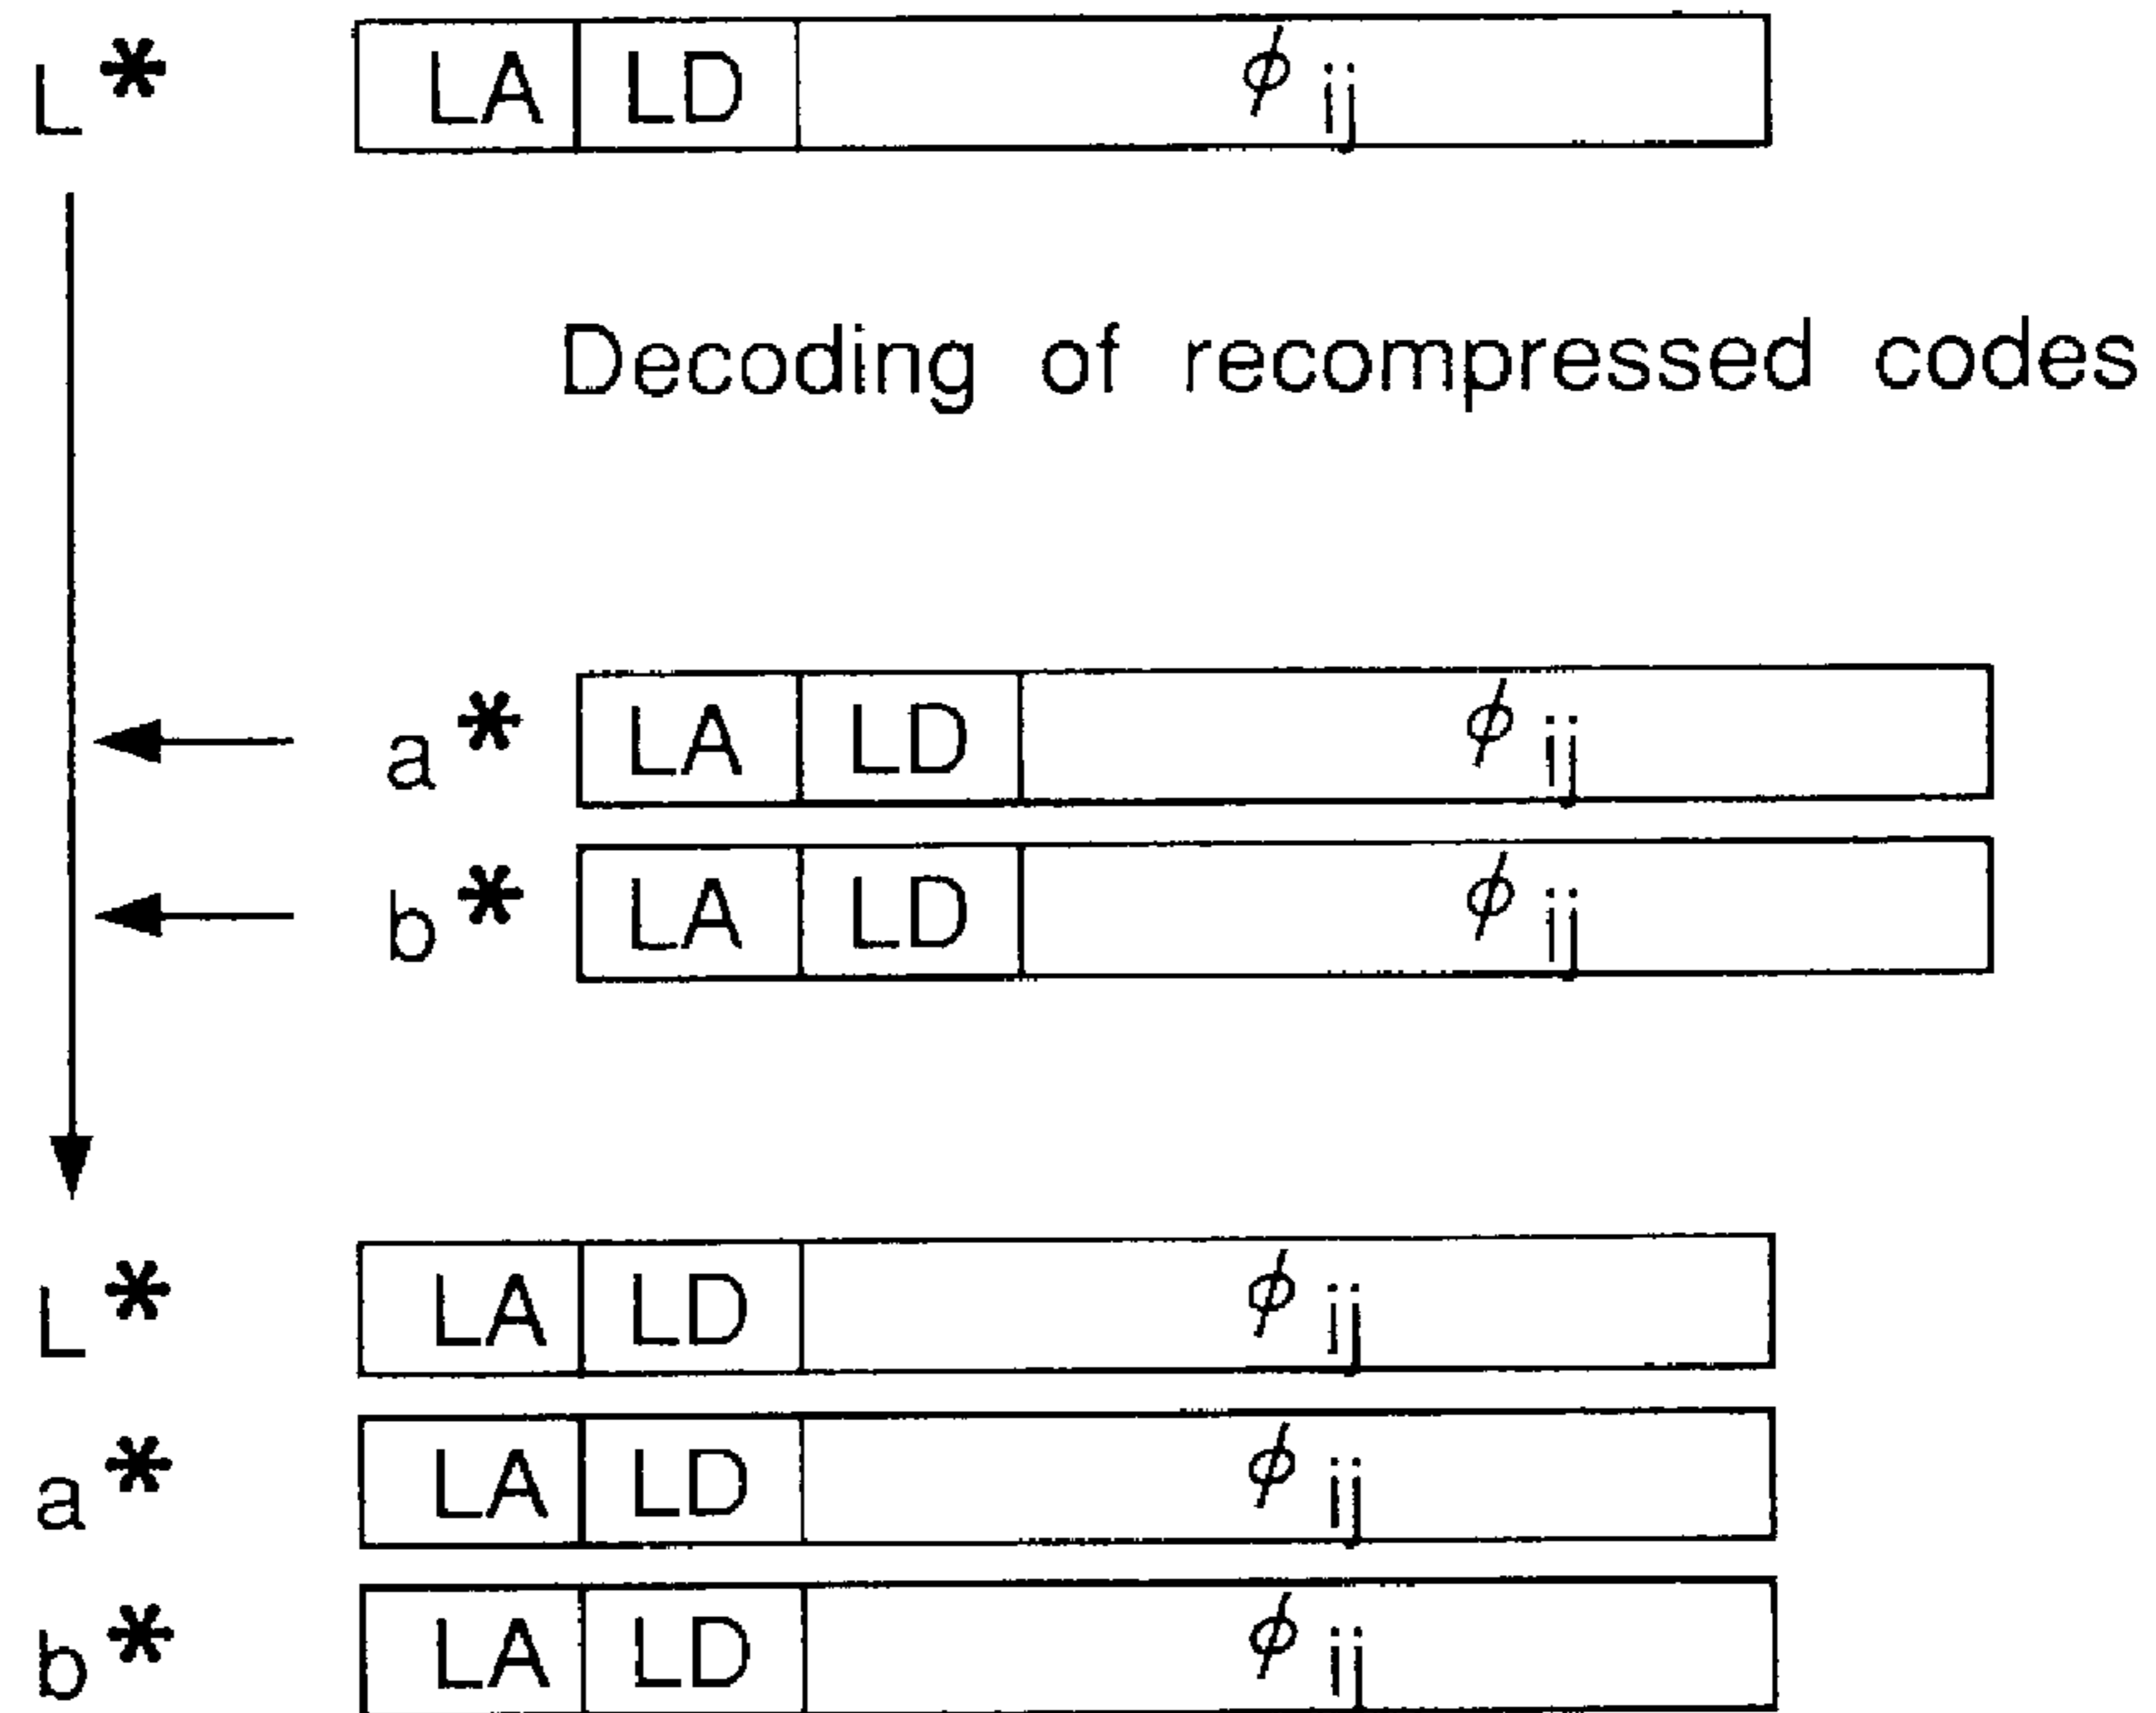 L* LA LD ϕij
Decoding of recompressed codes
a* LA LD ϕij
b* LA LD ϕij
L* LA LD ϕij
a* LA LD ϕij
b* LA LD ϕij